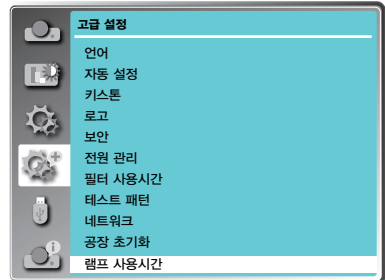 고급 설정
언어
자동 설정
키스톤
로고
보안
전원 관리
필터 사용시간
테스트 패턴
네트워크
공장 초기화
램프 사용시간